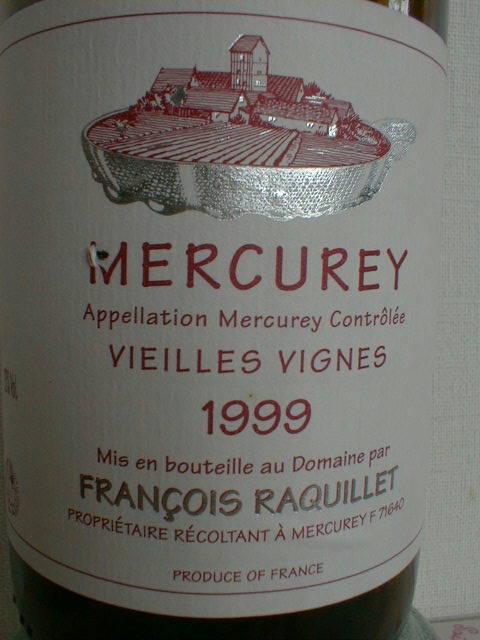 MERCUREY
Appellation Mercurey Contrôlée
VIEILLES VIGNES
1999
Mis en bouteille au Domaine par
FRANÇOIS RAQUILLET
PROPRIÉTAIRE RÉCOLTANT À MERCUREY F 71640
PRODUCE OF FRANCE